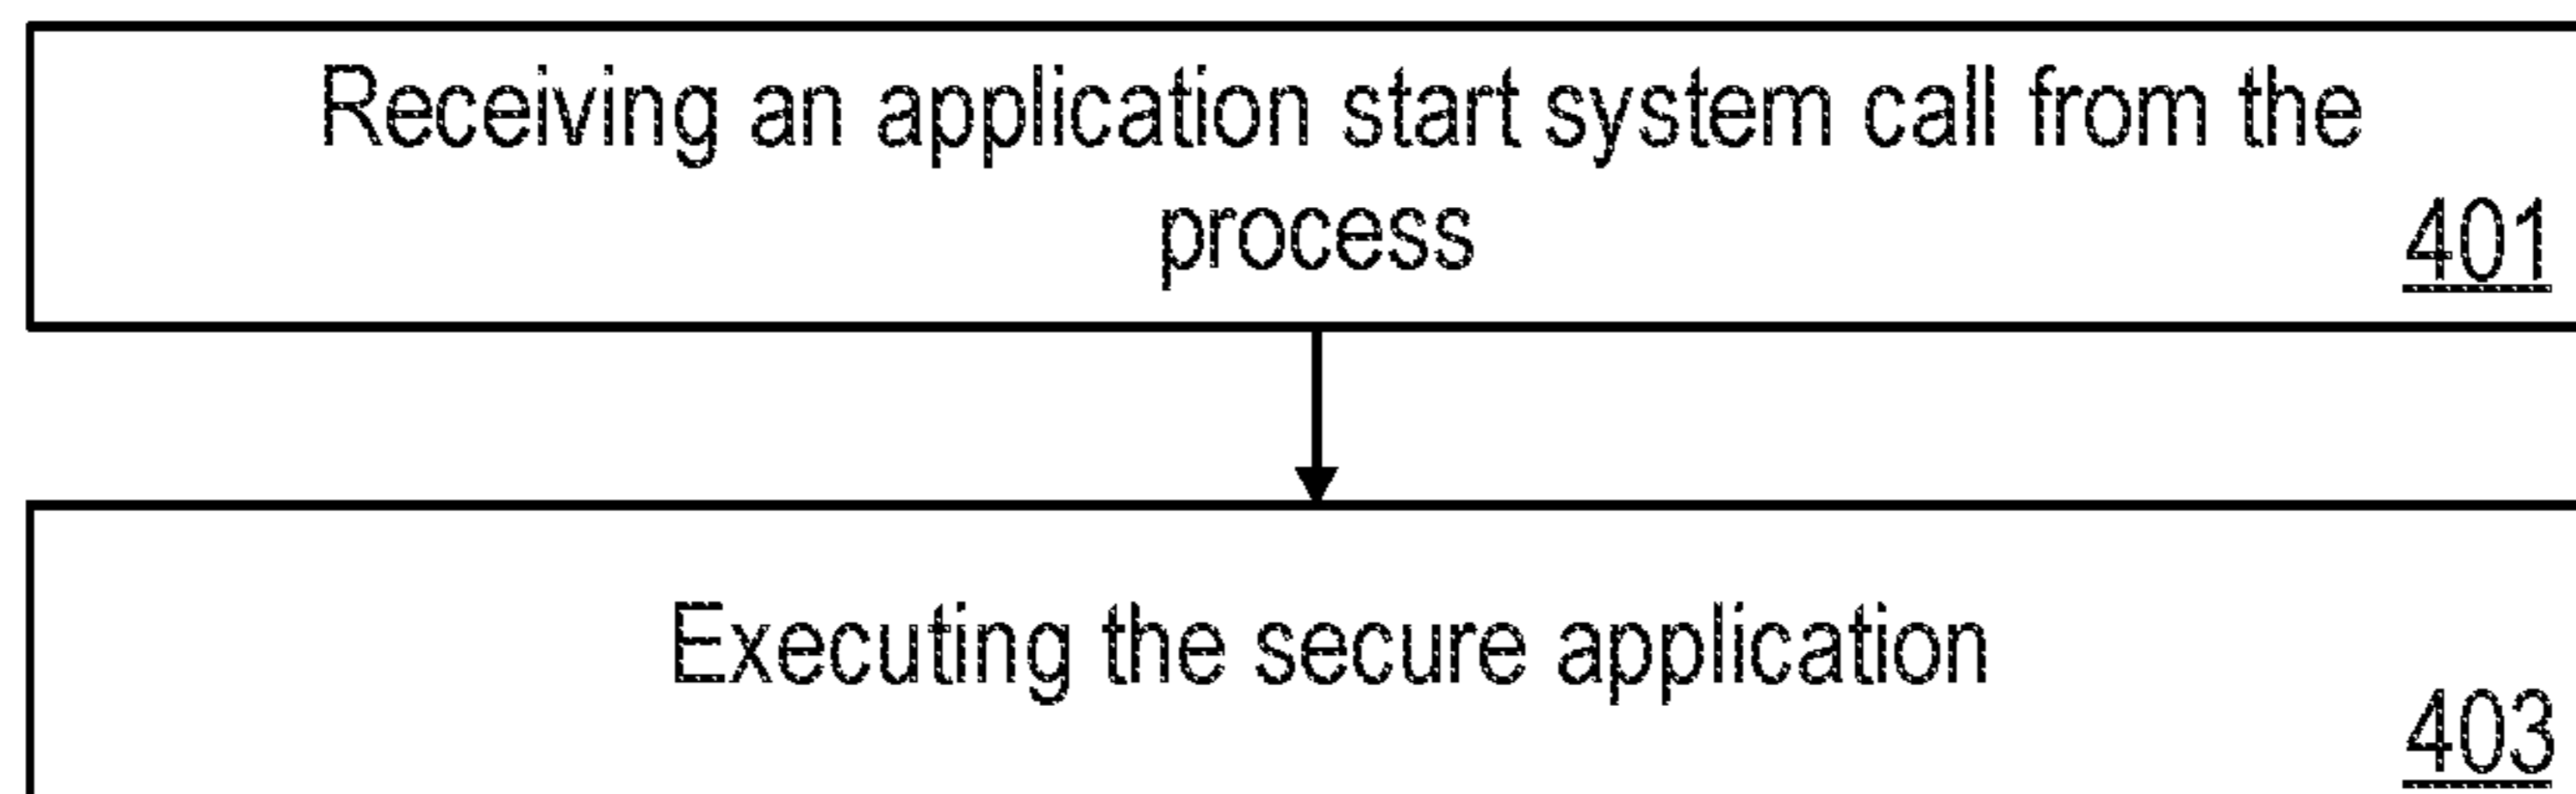 Receiving an application start system call from the
process
401
Executing the secure application
403